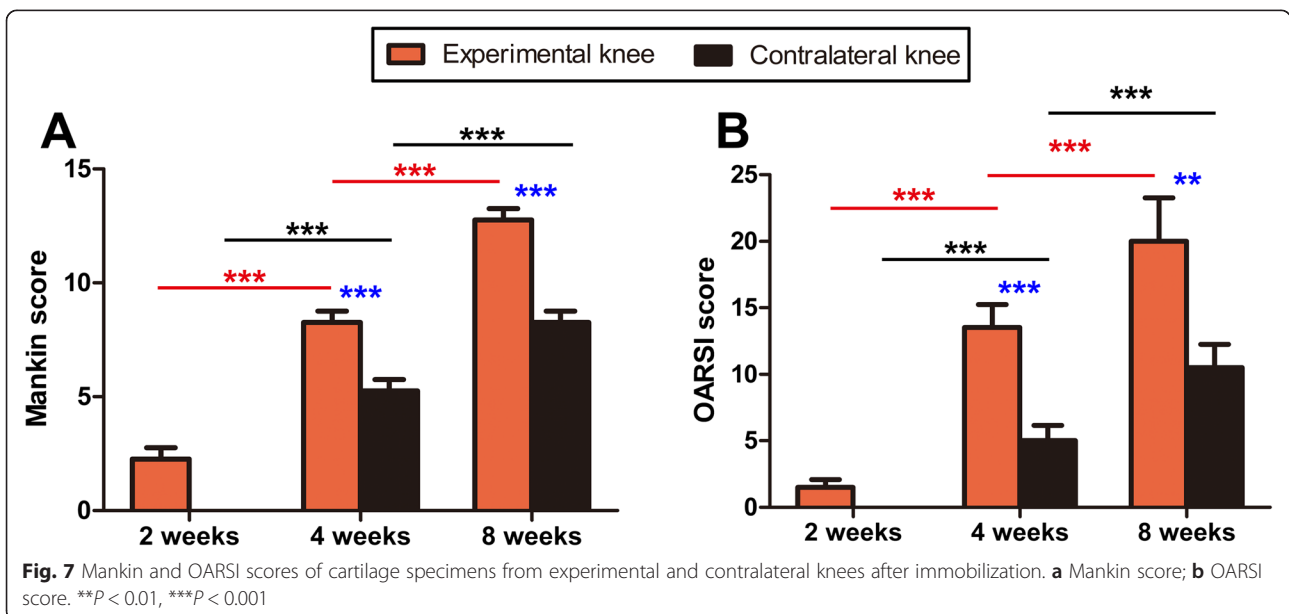 Experimental knee Contralateral knee
A
***
***
***
***
***
***
Mankin score
15
10
5
0
2 weeks 4 weeks 8 weeks
B
***
***
**
***
***
***
OARSI score
25
20
15
10
5
0
2 weeks 4 weeks 8 weeks
Fig. 7 Mankin and OARSI scores of cartilage specimens from experimental and contralateral knees after immobilization. a Mankin score; b OARSI
score. **P < 0.01, ***P < 0.001